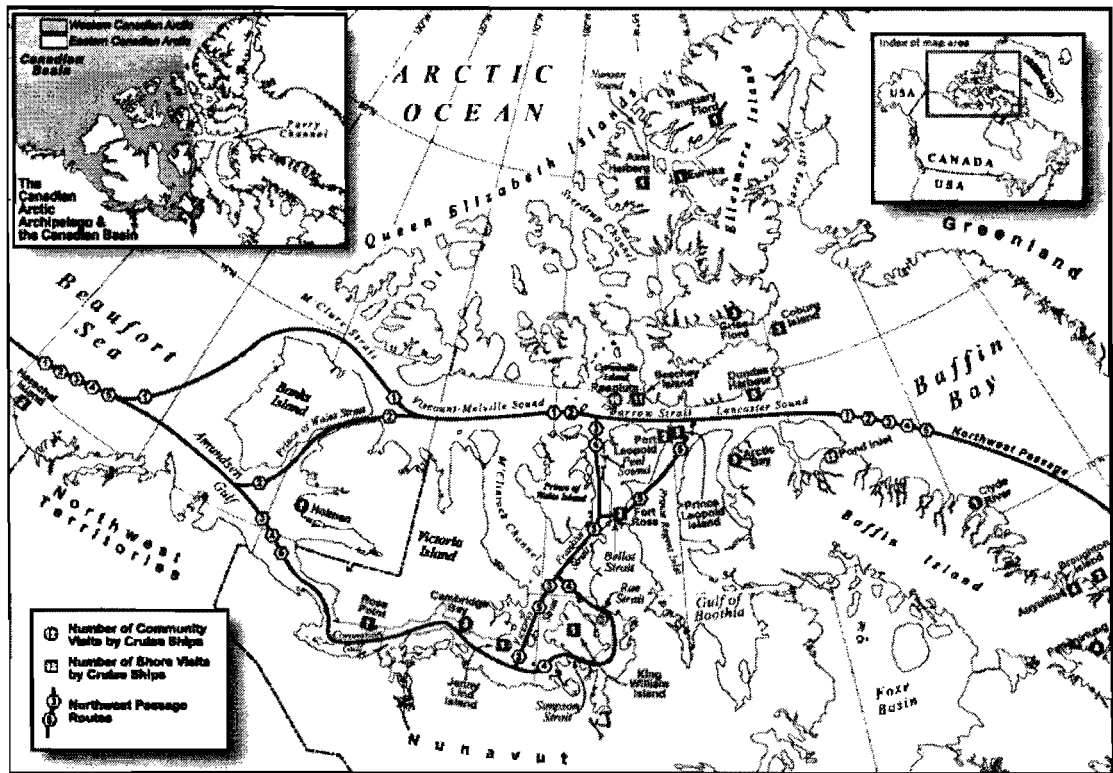 Western Canadian Arctic
Eastern Canadian Arctic
Canadian
Basin
Parry
Channel
The
Canadian
Arctic
Archipelago &
the Canadian Basin
ARCTIC
OCEAN
Index of map area
USA
CANADA
USA
Nansen
Sound
Tanquary
Fiord
Axel
Heiberg
Eureka
Ellesmere Island
Queen Elizabeth Islands
Sverdrup
Channel
Greenland
Beaufort
Sea
M'Clure Strait
Grise
Fiord
Coburg
Island
Baffin
Bay
Herschel
Island
Banks
Island
Prince of Wales Strait
Viscount-Melville Sound
Cornwallis
Island
Resolute
Beechey
Island
Dundas
Harbour
Barrow Strait
Lancaster Sound
Northwest Passage
Amundsen
Gulf
Port
Leopold
Peel
Sound
Arctic
Bay
Pond Inlet
Clyde
River
Prince of
Wales Island
M'Clintock Channel
Prince Regent Inlet
Prince
Leopold
Island
Fort
Ross
Northwest
Territories
Holman
Victoria
Island
Franklin
Strait
Bellot
Strait
Baffin Island
Broughton
Island
Rae
Strait
Gulf of
Boothia
Ross
Point
Cambridge
Bay
Jenny
Lind
Island
King
William
Island
Simpson
Strait
Foxe
Basin
Nunavut
Number of Community
Visits by Cruise Ships
Number of Shore Visits
by Cruise Ships
Northwest Passage
Routes